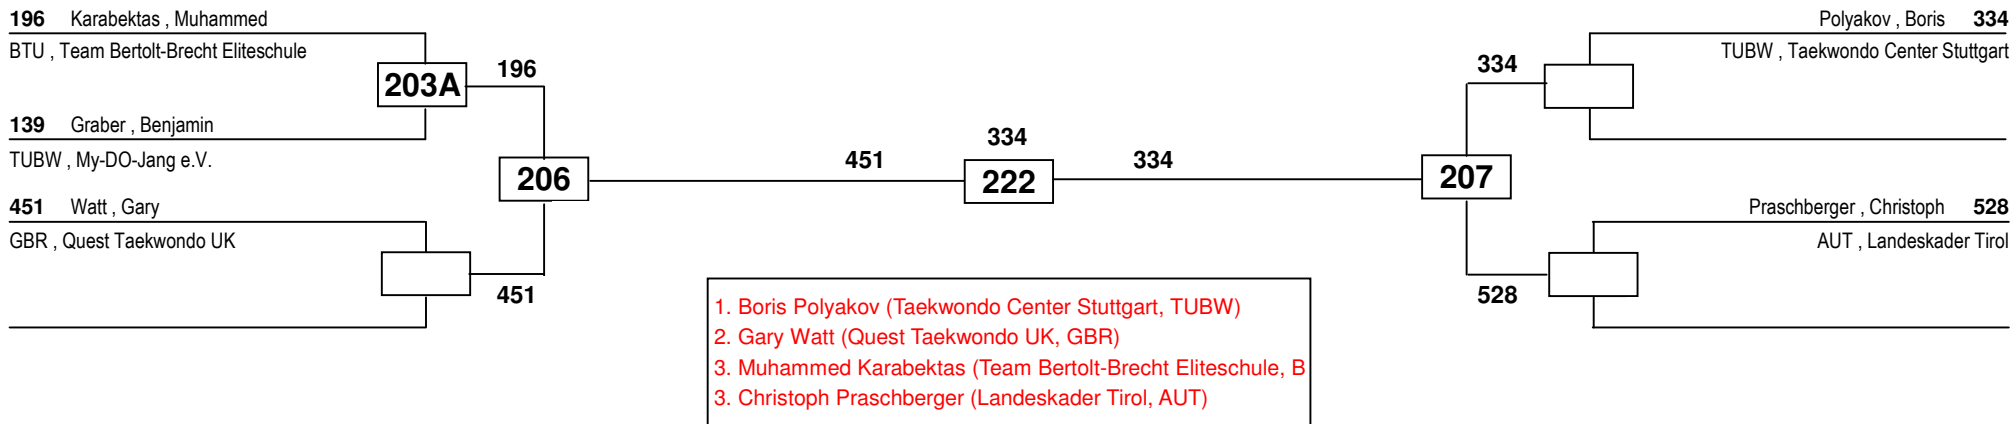 196 Karabektas , Muhammed
BTU , Team Bertolt-Brecht Eliteschule
203A
196
139 Graber , Benjamin
TUBW , My-DO-Jang e.V.
206
451 Watt , Gary
GBR , Quest Taekwondo UK
451
451
334
222
334
Polyakov , Boris 334
TUBW , Taekwondo Center Stuttgart
334
207
Praschberger , Christoph 528
AUT , Landeskader Tirol
528
1. Boris Polyakov (Taekwondo Center Stuttgart, TUBW)
2. Gary Watt (Quest Taekwondo UK, GBR)
3. Muhammed Karabektas (Team Bertolt-Brecht Eliteschule, B
3. Christoph Praschberger (Landeskader Tirol, AUT)